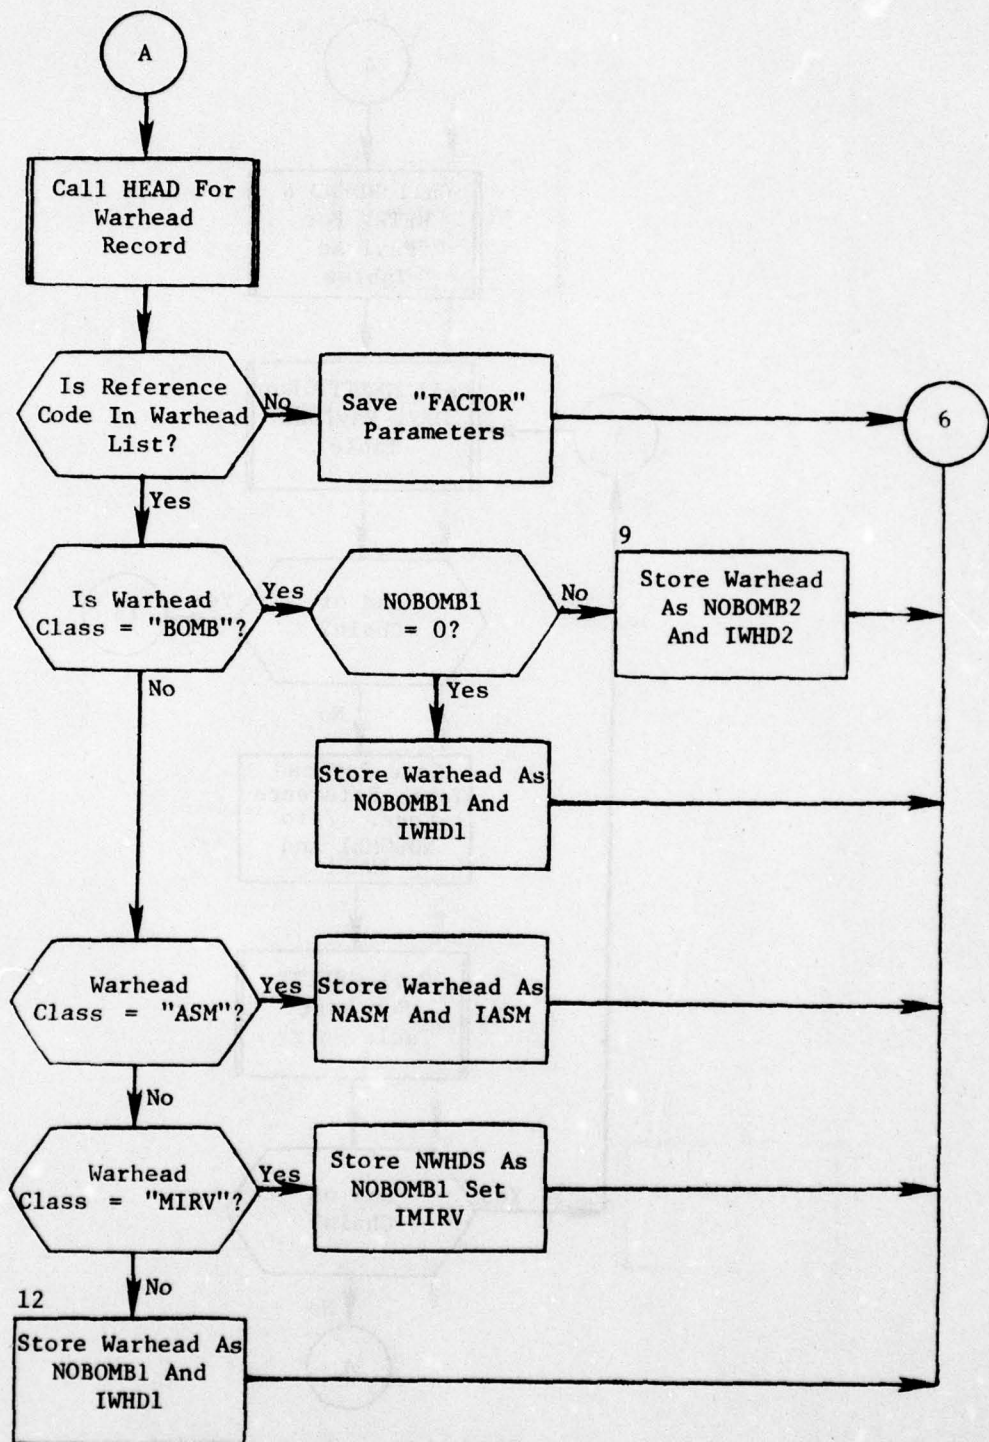 A
Call HEAD For
Warhead
Record
Is Reference
Code In Warhead
List?
No
Save "FACTOR"
Parameters
6
Yes
Is Warhead
Class = "BOMB"?
Yes
NOBOMB1
= 0?
No
9
Store Warhead
As NOBOMB2
And IWHD2
No
Yes
Store Warhead As
NOBOMB1 And
IWHD1
Warhead
Class = "ASM"?
Yes
Store Warhead As
NASM And IASM
No
Warhead
Class = "MIRV"?
Yes
Store NWHDS As
NOBOMB1 Set
IMIRV
No
12
Store Warhead As
NOBOMB1 And
IWHD1